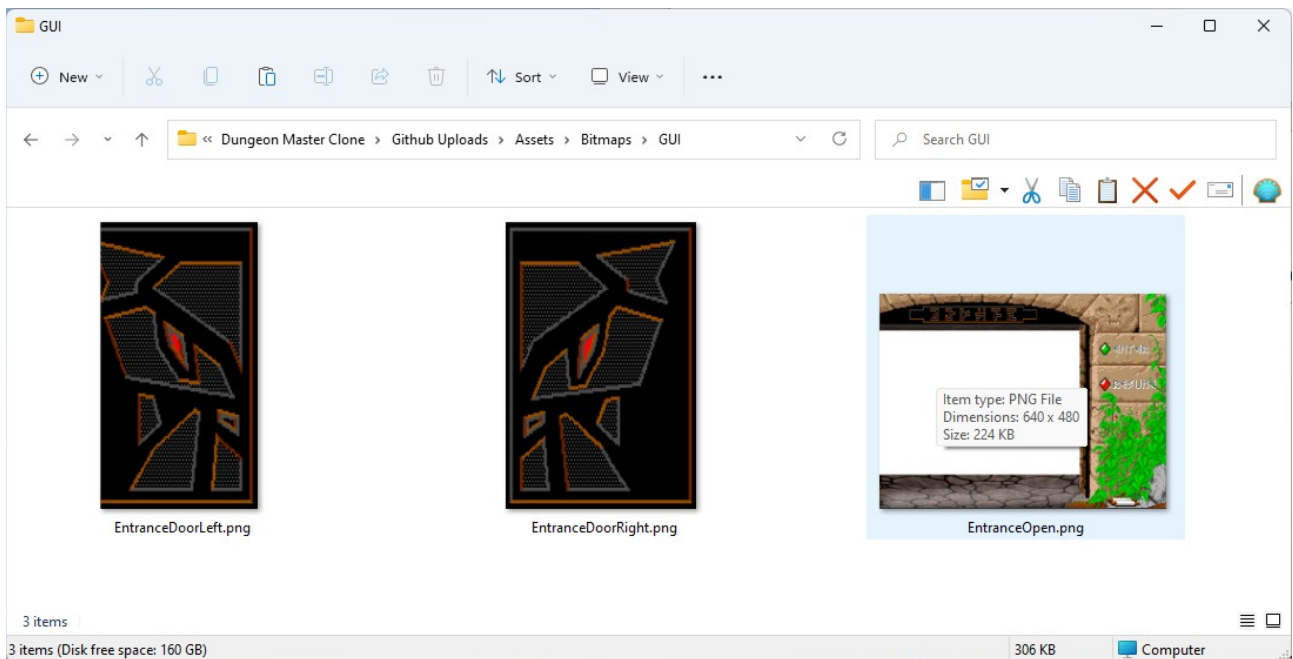 GUI
New Sort View
« Dungeon Master Clone > Github Uploads > Assets > Bitmaps > GUI Search GUI
Item type: PNG File
Dimensions: 640 x 480
Size: 224 KB
EntranceDoorLeft.png EntranceDoorRight.png EntranceOpen.png
3 items
3 items (Disk free space: 160 GB) 306 KB Computer